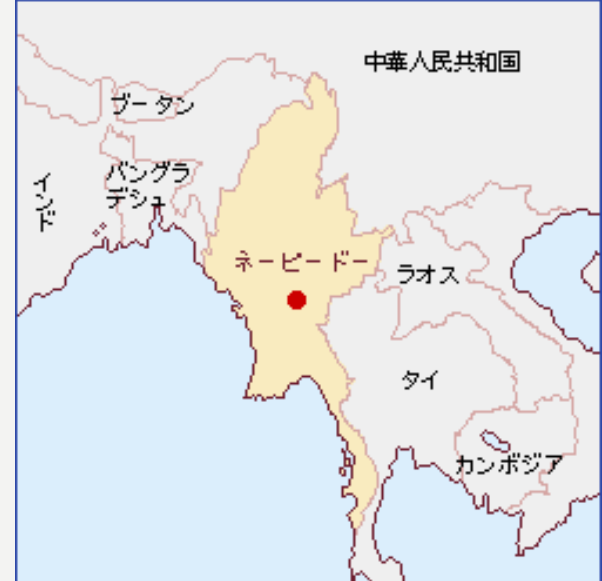 中華人民共和国
ブータン
バングラ
デシュ
インド
ネーピードー
ラオス
タイ
カンボジア